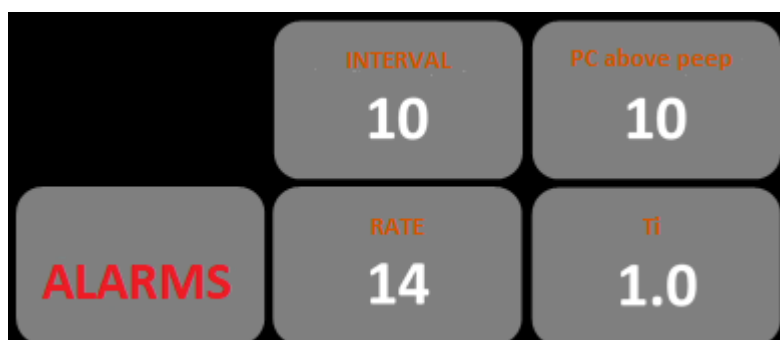 INTERVAL
10
PC above peep
10
ALARMS
RATE
14
Ti
1.0